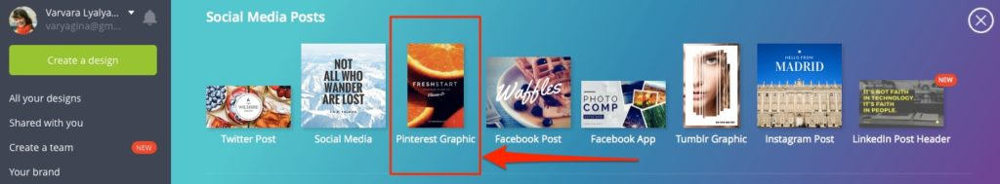 Varvara Lyalya...
varyagina@gm...
Create a design
All your designs
Shared with you
Create a team
NEW
Your brand
Social Media Posts
WILSHIRE
Twitter Post
NOT
ALL WHO
WANDER
ARE LOST
Social Media
FRESHSTART
Pinterest Graphic
Waffles
Facebook Post
PHOTO
COMP
Facebook App
Tumblr Graphic
HELLO FROM
MADRID
Instagram Post
NEW
IT'S NOT FAITH
IN TECHNOLOGY.
IT'S FAITH
IN PEOPLE.
LinkedIn Post Header